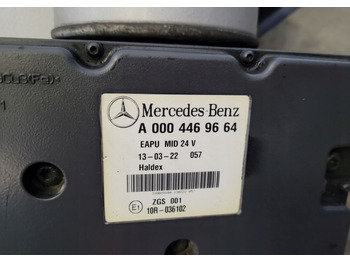 Mercedes-Benz
A 000 446 96 64
EAPU MID 24 V
13-03-22 057
Haldex
ZGS 001
E1 10R-036102